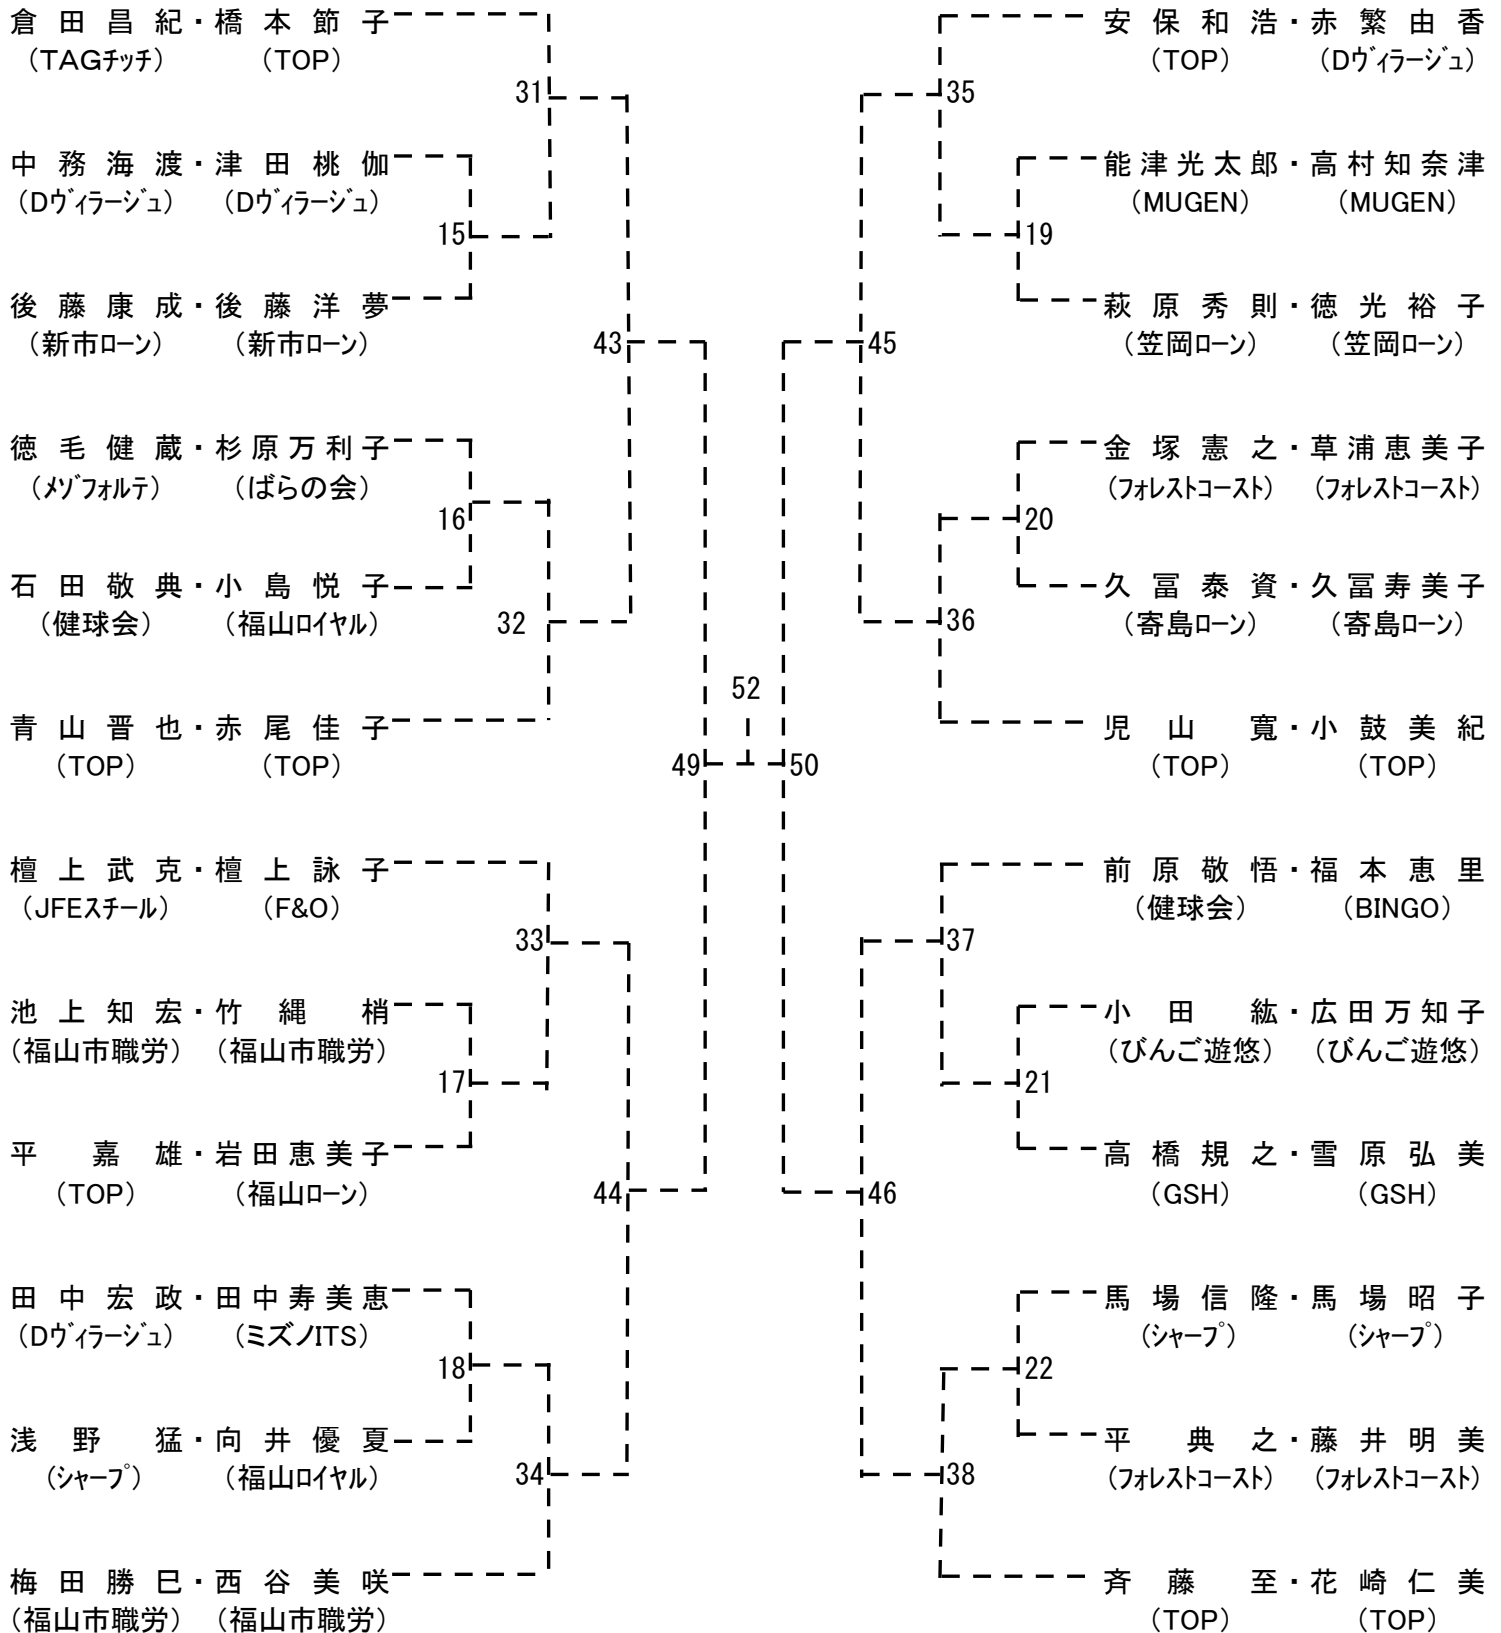 倉田昌紀・橋本節子
（TAGチッチ）　（TOP）
31
中務海渡・津田桃伽
（Dヴィラージュ）　（Dヴィラージュ）
15
後藤康成・後藤洋夢
（新市ローン）　（新市ローン）
43
徳毛健蔵・杉原万利子
（メゾフォルテ）　（ばらの会）
16
石田敬典・小島悦子
（健球会）　（福山ロイヤル）
32
青山晋也・赤尾佳子
（TOP）　（TOP）
49
檀上武克・檀上詠子
（JFEスチール）　（F&O）
33
池上知宏・竹縄梢
（福山市職労）　（福山市職労）
17
平嘉雄・岩田恵美子
（TOP）　（福山ローン）
44
田中宏政・田中寿美恵
（Dヴィラージュ）　（ミズノITS）
18
浅野猛・向井優夏
（シャープ）　（福山ロイヤル）
34
梅田勝巳・西谷美咲
（福山市職労）　（福山市職労）
52
安保和浩・赤繁由香
（TOP）　（Dヴィラージュ）
35
能津光太郎・高村知奈津
（MUGEN）　（MUGEN）
19
萩原秀則・徳光裕子
（笠岡ローン）　（笠岡ローン）
45
金塚憲之・草浦恵美子
（フォレストコースト）　（フォレストコースト）
20
久冨泰資・久冨寿美子
（寄島ローン）　（寄島ローン）
36
児山寛・小鼓美紀
（TOP）　（TOP）
50
前原敬悟・福本恵里
（健球会）　（BINGO）
37
小田紘・広田万知子
（びんご遊悠）　（びんご遊悠）
21
高橋規之・雪原弘美
（GSH）　（GSH）
46
馬場信隆・馬場昭子
（シャープ）　（シャープ）
22
平典之・藤井明美
（フォレストコースト）　（フォレストコースト）
38
斉藤至・花崎仁美
（TOP）　（TOP）